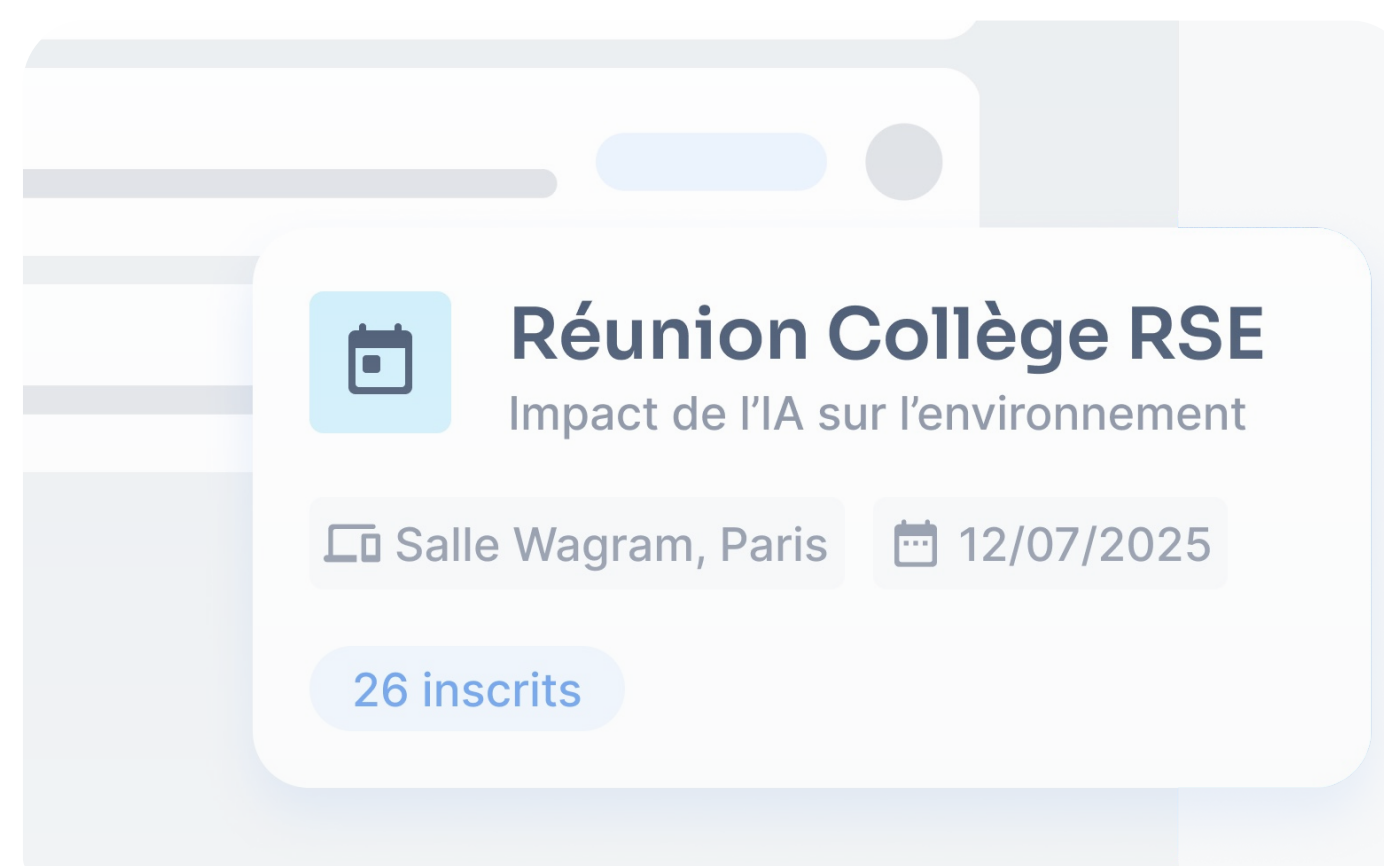 Réunion Collège RSE
Impact de l’IA sur l’environnement
Salle Wagram, Paris
12/07/2025
26 inscrits